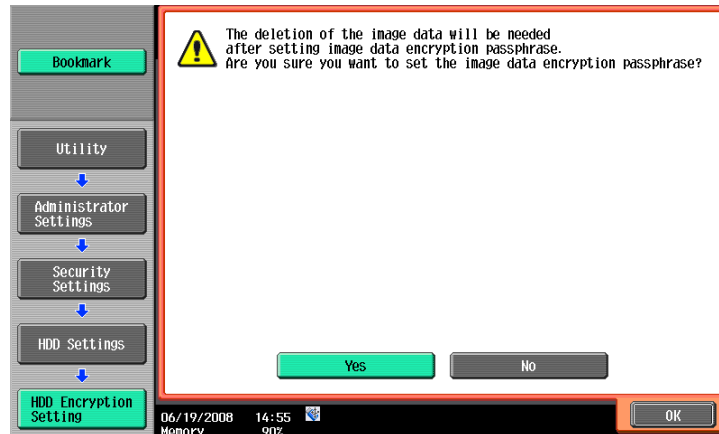 Bookmark
Utility
Administrator
Settings
Security
Settings
HDD Settings
HDD Encryption
Setting
The deletion of the image data will be needed
after setting image data encryption passphrase.
Are you sure you want to set the image data encryption passphrase?
Yes
No
06/19/2008 14:55
Memory 90%
OK